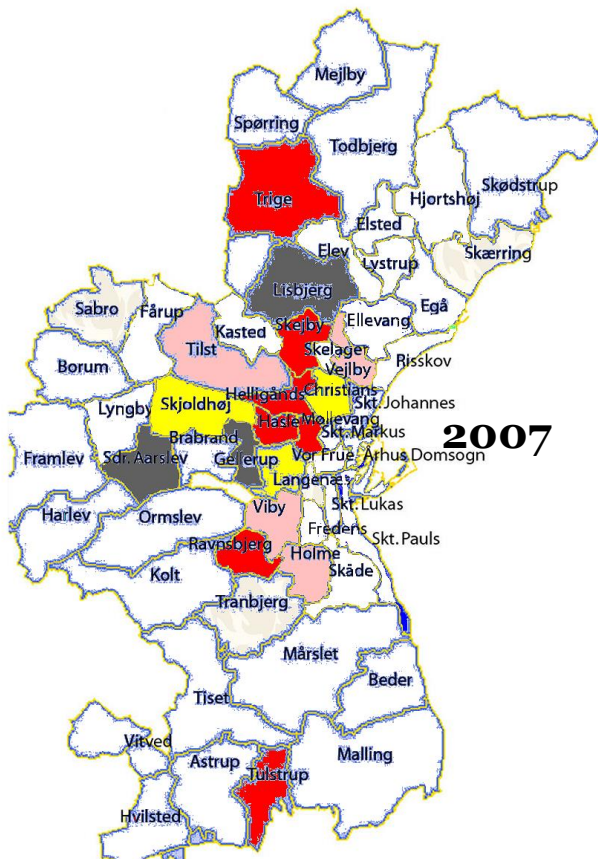 Mejlby
Spørring
Todbjerg
Trige
Hjortshøj
Skødstrup
Elsted
Elev
Lystrup
Skærring
Lisbjerg
Sabro
Fårup
Egå
Ellevang
Kasted
Skejby
Tilst
Skelager
Risskov
Borum
Vejlby
Helligånds
Christians
Lyngby
Skjoldhøj
Skt. Johannes
Hasle
Møllevang
Skt. Markus
2007
Brabrand
Framlev
Sdr. Aarslev
Gellerup
Vor Frue
Århus Domsogn
Langenæs
Viby
Skt. Lukas
Harlev
Ormslev
Fredens
Skt. Pauls
Ravnsbjerg
Holme
Kolt
Skåde
Tranbjerg
Mårslet
Beder
Tiset
Vitved
Astrup
Malling
Tulstrup
Hvilsted